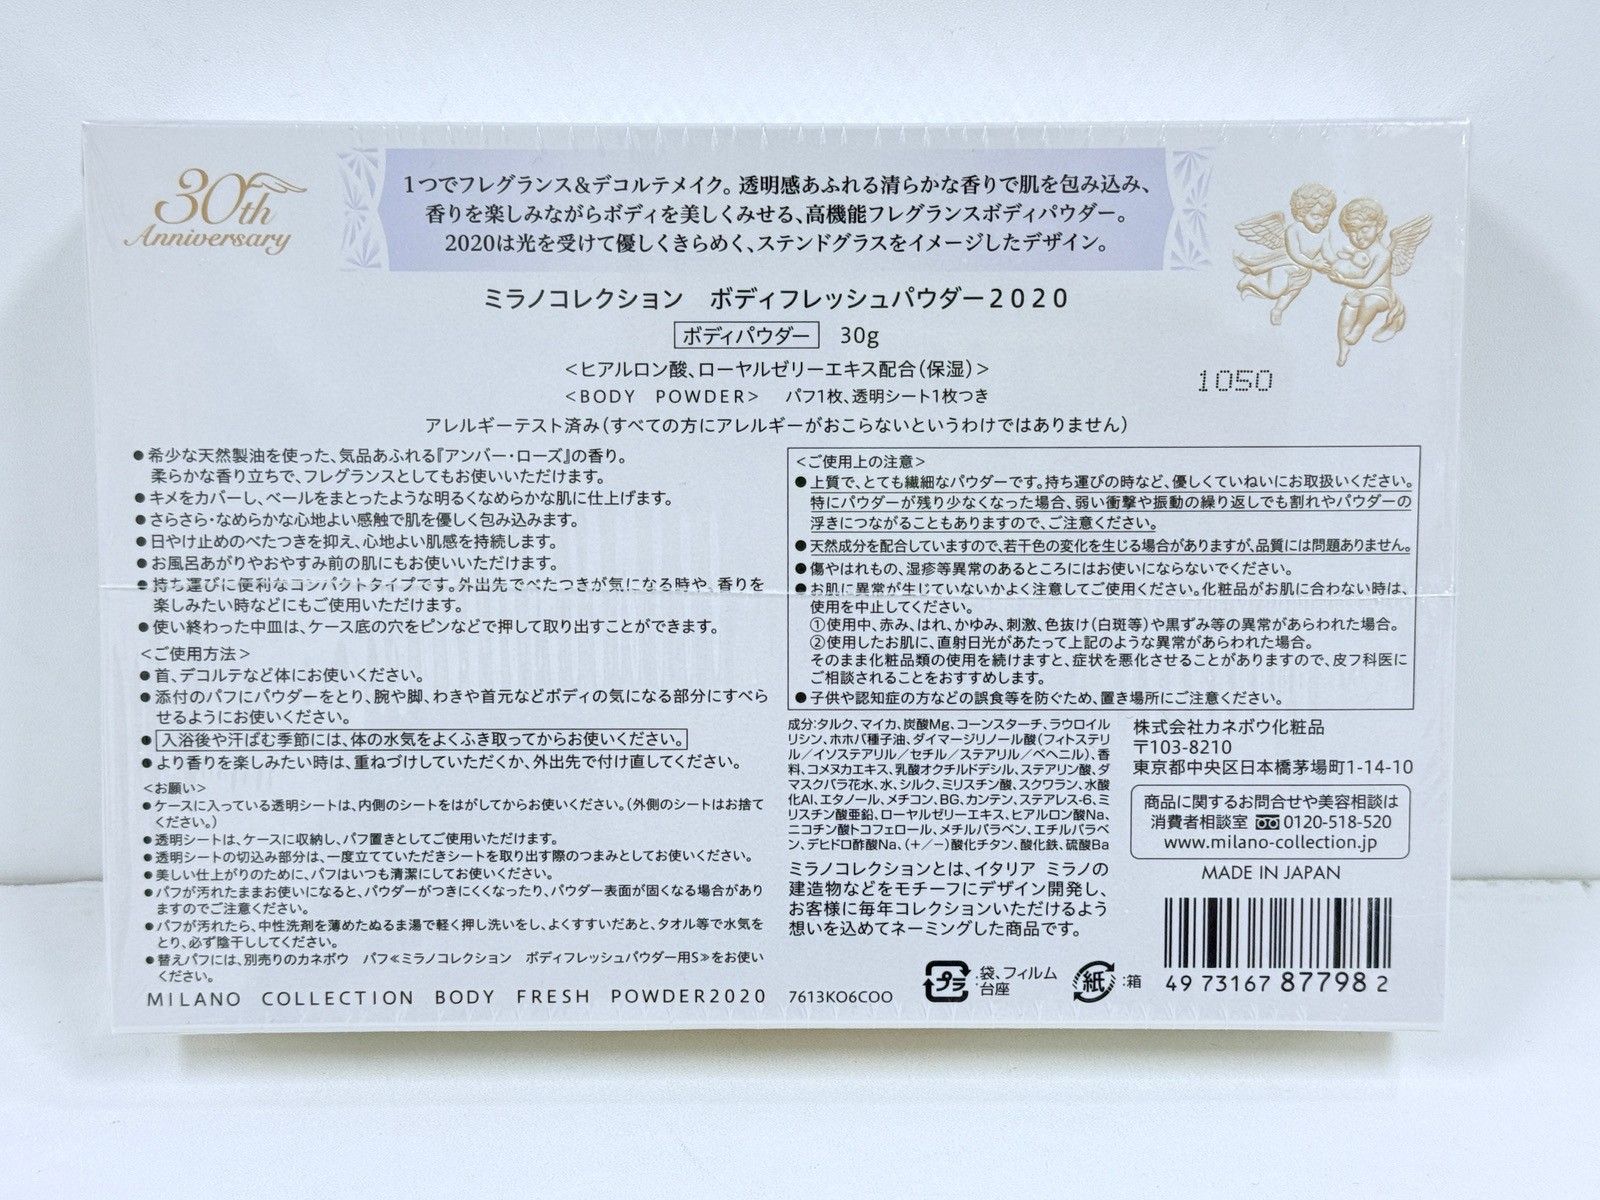 30th
Anniversary
1つでフレグランス&デコルテメイク。透明感あふれる清らかな香りで肌を包み込み、
香りを楽しみながらボディを美しくみせる、高機能フレグランスボディパウダー。
2020は光を受けて優しくきらめく、ステンドグラスをイメージしたデザイン。
ミラノコレクション ボディフレッシュパウダー2020
ボディパウダー 30g
<ヒアルロン酸、ローヤルゼリーエキス配合(保湿)>
<BODY POWDER> パフ1枚、透明シート1枚つき
1050
アレルギーテスト済み(すべての方にアレルギーがおこらないというわけではありません)
●希少な天然製油を使った、気品あふれる『アンバー・ローズ』の香り。
柔らかな香り立ちで、フレグランスとしてもお使いいただけます。
●キメをカバーし、ベールをまとったような明るくなめらかな肌に仕上げます。
●さらさら・なめらかな心地よい感触で肌を優しく包み込みます。
●日やけ止めのべたつきを抑え、心地よい肌感を持続します。
●お風呂あがりやおやすみ前の肌にもお使いいただけます。
●持ち運びに便利なコンパクトタイプです。外出先でべたつきが気になる時や、香りを
楽しみたい時などにもご使用いただけます。
●使い終わった中皿は、ケース底の穴をピンなどで押して取り出すことができます。
<ご使用方法>
●首、デコルテなど体にお使いください。
●添付のパフにパウダーをとり、腕や脚、わきや首元などボディの気になる部分にすべら
せるようにお使いください。
●入浴後や汗ばむ季節には、体の水気をよくふき取ってからお使いください。
●より香りを楽しみたい時は、重ねづけしていただくか、外出先で付け直してください。
<お願い>
●ケースに入っている透明シートは、内側のシートをはがしてからお使いください。(外側のシートはお捨て
ください。)
●透明シートは、ケースに収納し、パフ置きとしてご使用いただけます。
●透明シートの切込み部分は、一度立てていただきシートを取り出す際のつまみとしてお使いください。
●美しい仕上がりのために、パフはいつも清潔にしてお使いください。
●パフが汚れたままお使いになると、パウダーがつきにくくなったり、パウダー表面が固くなる場合があり
ますのでご注意ください。
●パフが汚れたら、中性洗剤を薄めたぬるま湯で軽く押し洗いをし、よくすすいだあと、タオル等で水気を
とり、必ず陰干ししてください。
●替えパフには、別売りのカネボウ パフ≪ミラノコレクション ボディフレッシュパウダー用S≫をお使い
ください。
MILANO COLLECTION BODY FRESH POWDER2020
<ご使用上の注意>
●上質で、とても繊細なパウダーです。持ち運びの時など、優しくていねいにお取扱いください。
特にパウダーが残り少なくなった場合、弱い衝撃や振動の繰り返しでも割れやパウダーの
浮きにつながることもありますので、ご注意ください。
●天然成分を配合していますので、若干色の変化を生じる場合がありますが、品質には問題ありません。
●傷やはれもの、湿疹等異常のあるところにはお使いにならないでください。
●お肌に異常が生じていないかよく注意してご使用ください。化粧品がお肌に合わない時は、
使用を中止してください。
①使用中、赤み、はれ、かゆみ、刺激、色抜け(白斑等)や黒ずみ等の異常があらわれた場合。
②使用したお肌に、直射日光があたって上記のような異常があらわれた場合。
そのまま化粧品類の使用を続けますと、症状を悪化させることがありますので、皮フ科医に
ご相談されることをおすすめします。
●子供や認知症の方などの誤食等を防ぐため、置き場所にご注意ください。
成分:タルク、マイカ、炭酸Mg、コーンスターチ、ラウロイル
リシン、ホホバ種子油、ダイマージリノール酸(フィトステリ
ル/イソステアリル/セチル/ステアリル/ベヘニル)、香
料、コメヌカエキス、乳酸オクチルドデシル、ステアリン酸、ダ
マスクバラ花水、水、シルク、ミリスチン酸、スクワラン、水酸
化Al、エタノール、メチコン、BG、カンテン、ステアレス-6、ミ
リスチン酸亜鉛、ローヤルゼリーエキス、ヒアルロン酸Na、
ニコチン酸トコフェロール、メチルパラベン、エチルパラベ
ン、デヒドロ酢酸Na、(+/−)酸化チタン、酸化鉄、硫酸Ba
ミラノコレクションとは、イタリア ミラノの
建造物などをモチーフにデザイン開発し、
お客様に毎年コレクションいただけるよう
想いを込めてネーミングした商品です。
7613KO6COO
プラ :袋、フィルム
台座
紙 :箱
株式会社カネボウ化粧品
〒103-8210
東京都中央区日本橋茅場町1-14-10
商品に関するお問合せや美容相談は
消費者相談室 0120-518-520
www.milano-collection.jp
MADE IN JAPAN
49 73167 87798 2